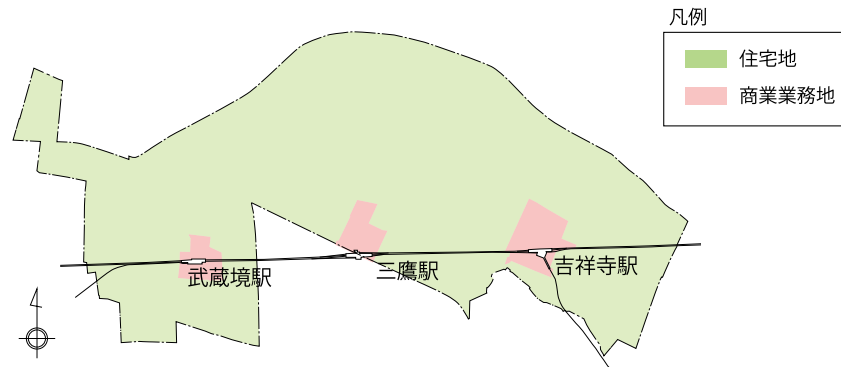 凡例
住宅地
商業業務地
武蔵境駅
三鷹駅
吉祥寺駅